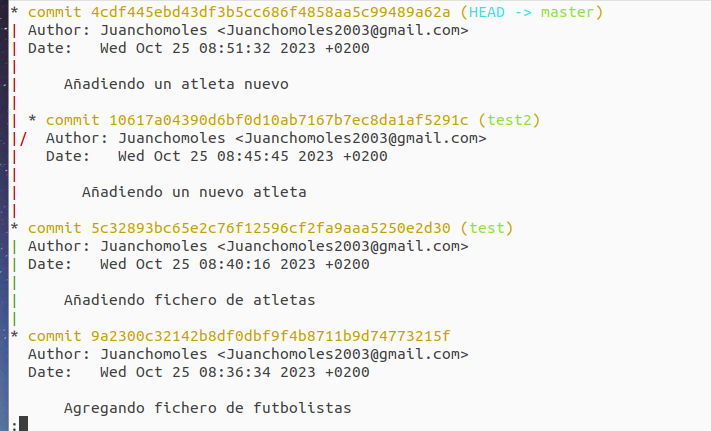 * commit 4cdf445ebd43df3b5cc686f4858aa5c99489a62a (HEAD -> master)
| Author: Juanchomoles <Juanchomoles2003@gmail.com>
| Date:   Wed Oct 25 08:51:32 2023 +0200
|
|     Añadiendo un atleta nuevo
|
| * commit 10617a04390d6bf0d10ab7167b7ec8da1af5291c (test2)
|/  Author: Juanchomoles <Juanchomoles2003@gmail.com>
|   Date:   Wed Oct 25 08:45:45 2023 +0200
|
|       Añadiendo un nuevo atleta
|
* commit 5c32893bc65e2c76f12596cf2fa9aaa5250e2d30 (test)
| Author: Juanchomoles <Juanchomoles2003@gmail.com>
| Date:   Wed Oct 25 08:40:16 2023 +0200
|
|     Añadiendo fichero de atletas
|
* commit 9a2300c32142b8df0dbf9f4b8711b9d74773215f
  Author: Juanchomoles <Juanchomoles2003@gmail.com>
  Date:   Wed Oct 25 08:36:34 2023 +0200

      Agregando fichero de futbolistas
: